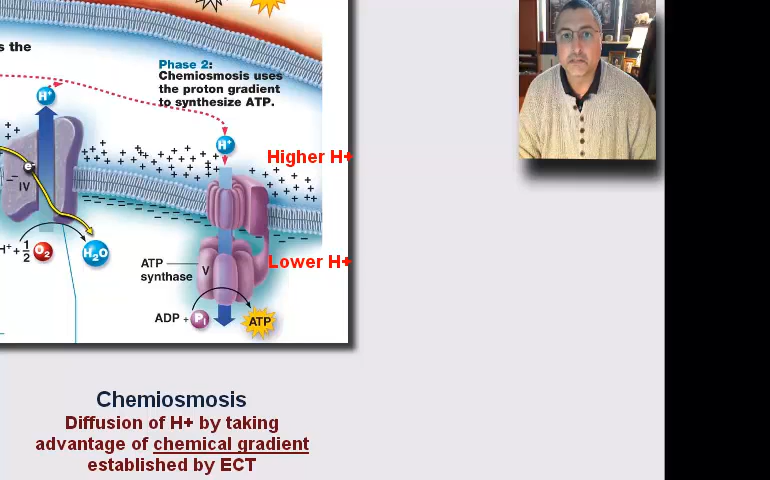 s the
Phase 2:
Chemiosmosis uses
the proton gradient
to synthesize ATP.
H+
H+
Higher H+
e-
IV
H+ + 1/2 O2
H2O
ATP
synthase
V
Lower H+
ADP + Pi
ATP
Chemiosmosis
Diffusion of H+ by taking
advantage of chemical gradient
established by ECT